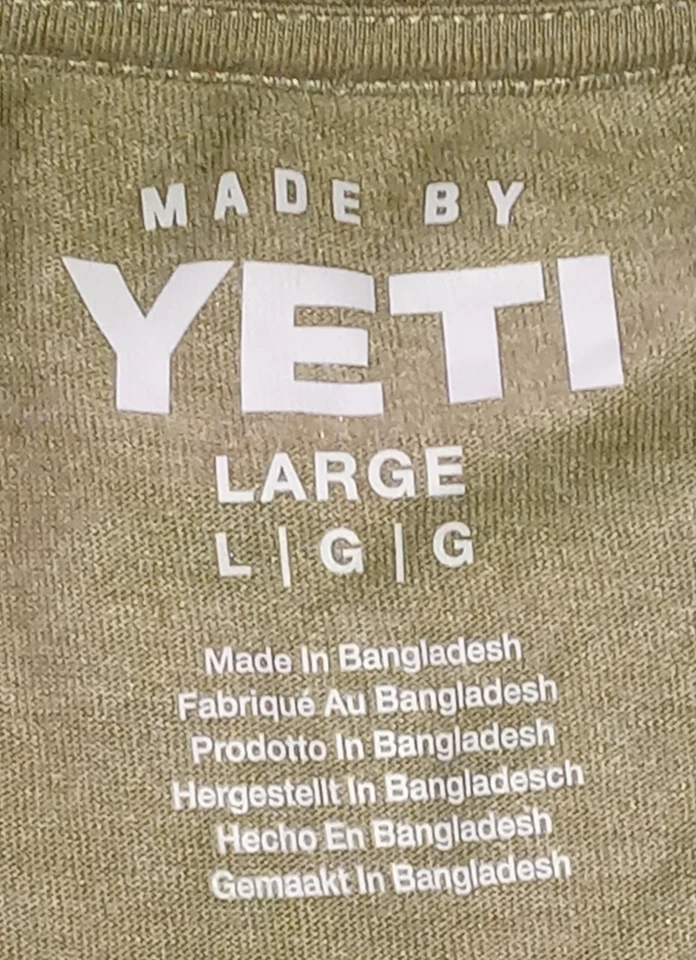 MADE BY
YETI
LARGE
L | G | G
Made In Bangladesh
Fabriqué Au Bangladesh
Prodotto In Bangladesh
Hergestellt In Bangladesch
Hecho En Bangladesh
Gemaakt In Bangladesh